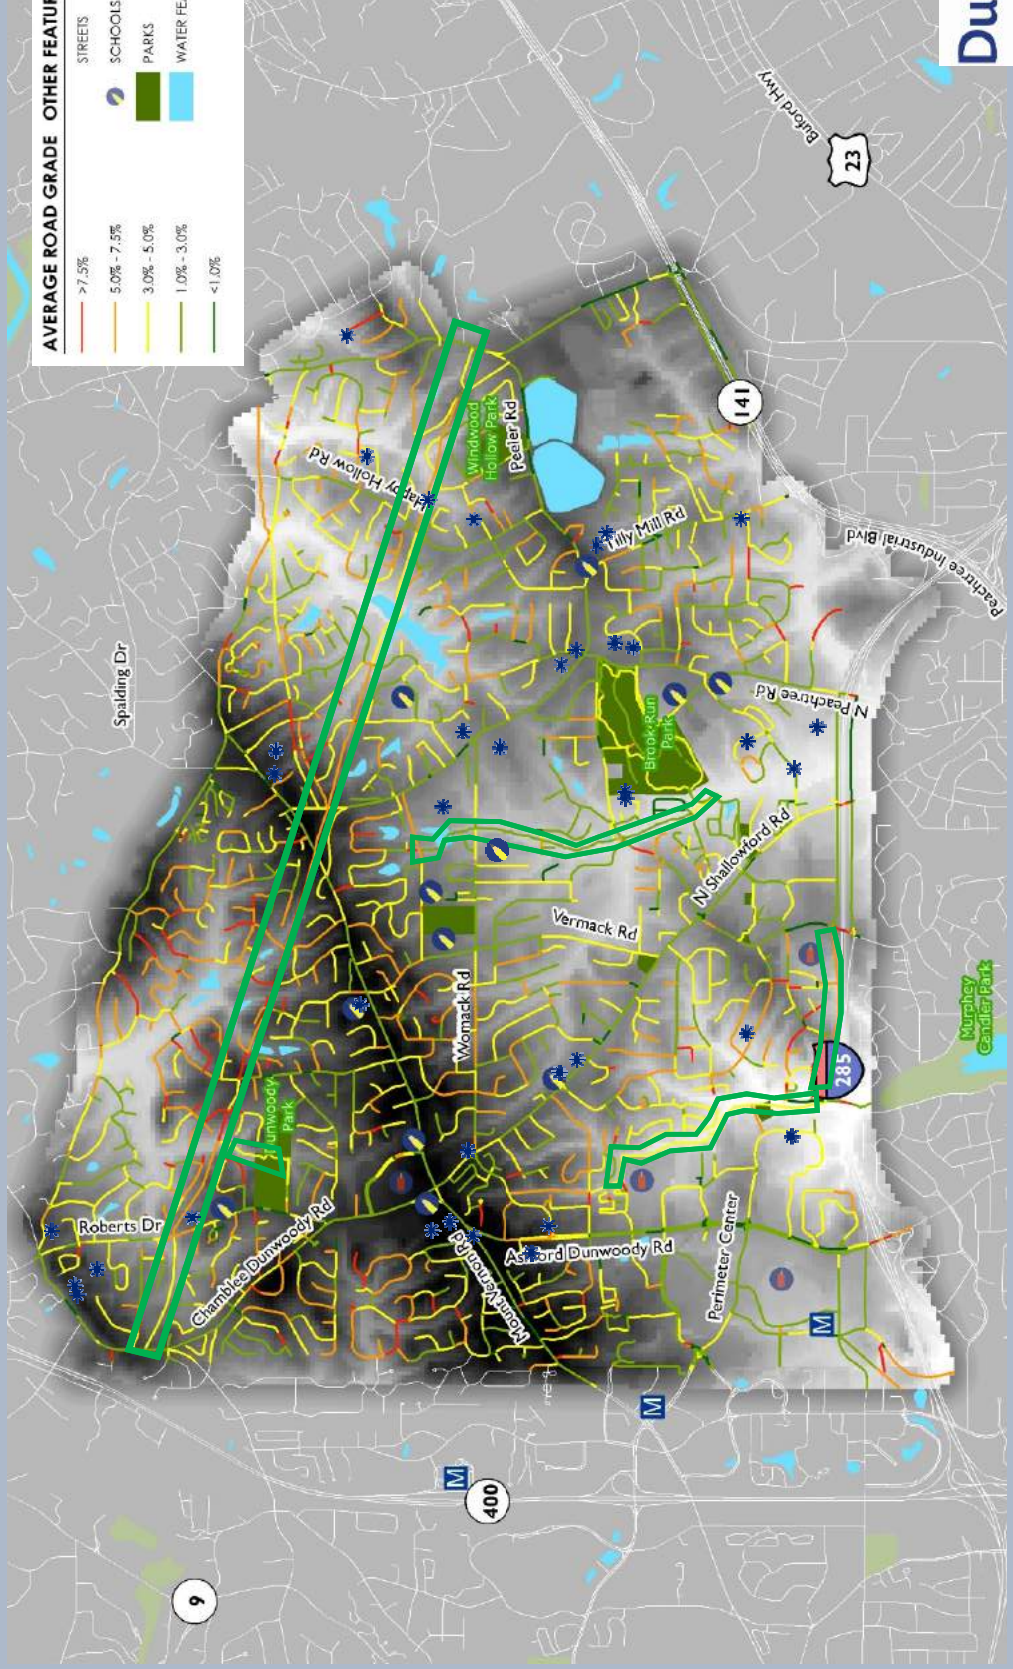 AVERAGE ROAD GRADE
>7.5%
5.0% - 7.5%
3.0% - 5.0%
1.0% - 3.0%
<1.0%
OTHER FEATUR
STREETS
SCHOOLS
PARKS
WATER FEA
Du
Spalding Dr
Roberts Dr
Chamblee Dunwoody Rd
Dunwoody
Park
Happy Hollow Rd
Windwood
Hollow Park
Peeler Rd
Tilly Mill Rd
Womack Rd
Vermack Rd
Mount Vernon Rd
Ashford Dunwoody Rd
Perimeter Center
Brook Run
Park
N Peachtree Rd
N Shallowford Rd
Peachtree Industrial Blvd
Buford Hwy
23
141
285
Murphey
Candler Park
M
M
M
400
9